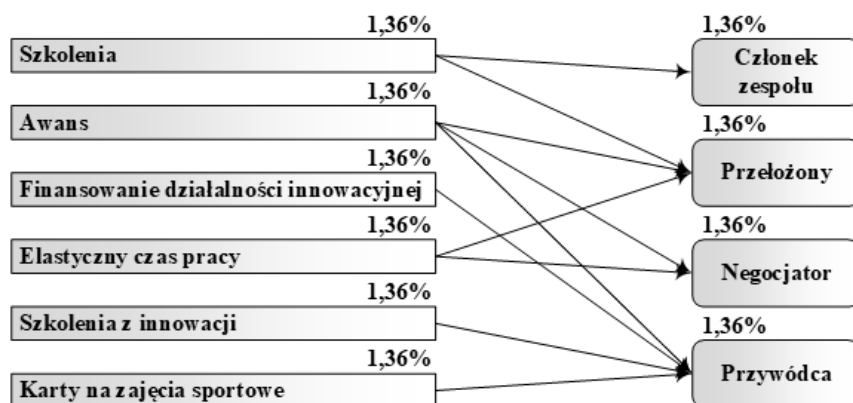 1,36%
Szkolenia
1,36%
Awans
1,36%
Finansowanie działalności innowacyjnej
1,36%
Elastyczny czas pracy
1,36%
Szkolenia z innowacji
1,36%
Karty na zajęcia sportowe
1,36%
Członek
zespołu
1,36%
Przełożony
1,36%
Negocjator
1,36%
Przywódca